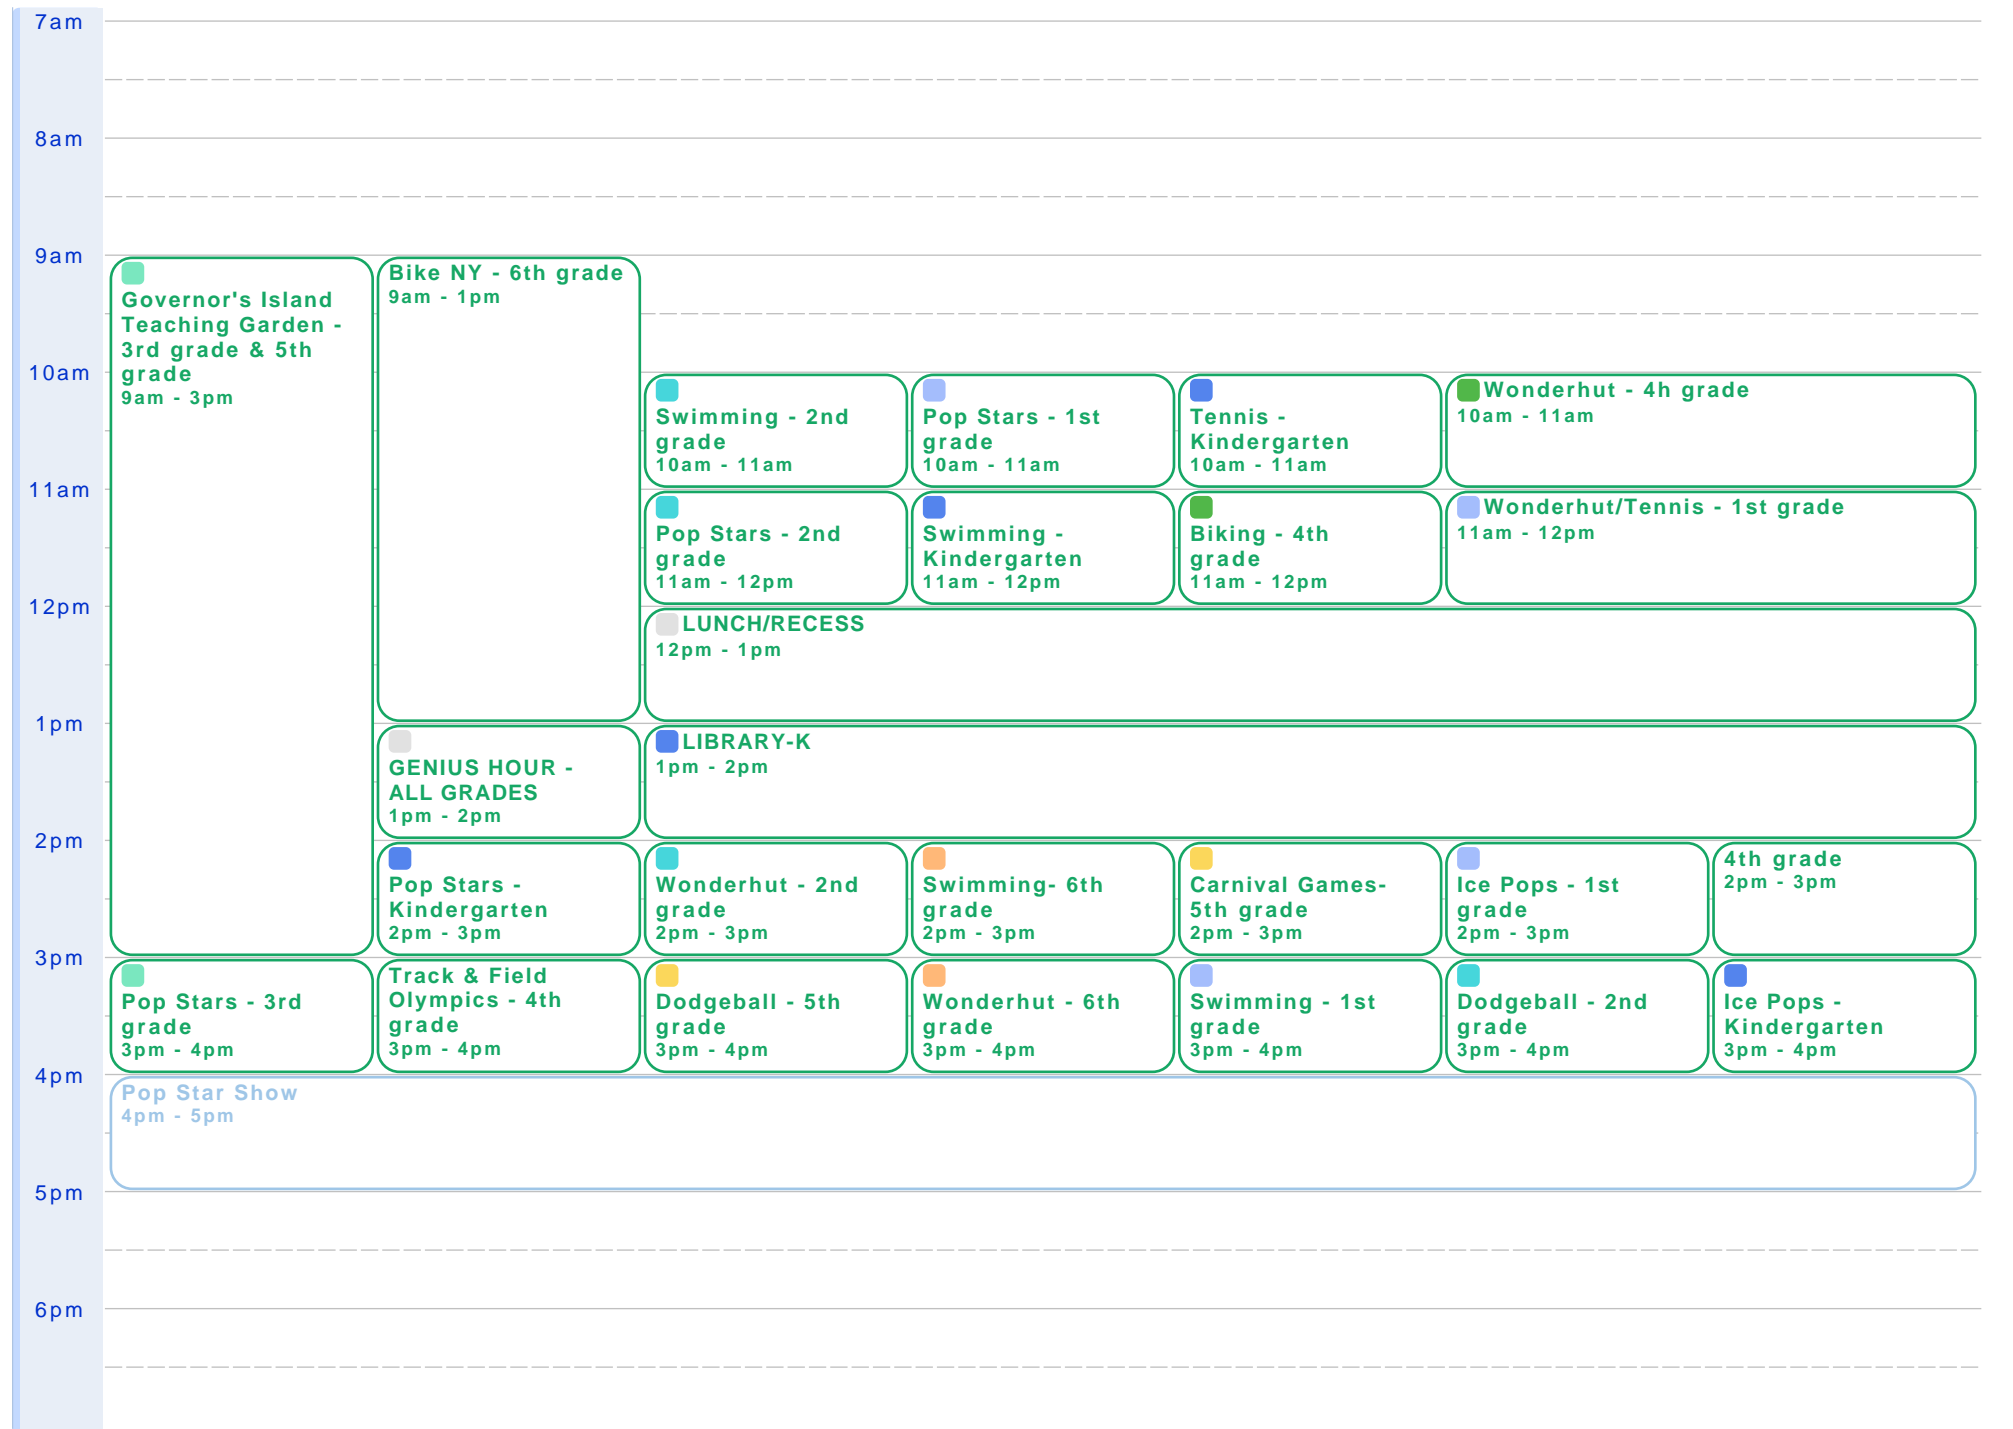 7am
8am
9am
Governor's Island
Teaching Garden -
3rd grade & 5th
grade
9am - 3pm
Bike NY - 6th grade
9am - 1pm
10am
Swimming - 2nd
grade
10am - 11am
Pop Stars - 1st
grade
10am - 11am
Tennis -
Kindergarten
10am - 11am
Wonderhut - 4h grade
10am - 11am
11am
Pop Stars - 2nd
grade
11am - 12pm
Swimming -
Kindergarten
11am - 12pm
Biking - 4th
grade
11am - 12pm
Wonderhut/Tennis - 1st grade
11am - 12pm
12pm
LUNCH/RECESS
12pm - 1pm
1pm
GENIUS HOUR -
ALL GRADES
1pm - 2pm
LIBRARY-K
1pm - 2pm
2pm
Pop Stars -
Kindergarten
2pm - 3pm
Wonderhut - 2nd
grade
2pm - 3pm
Swimming- 6th
grade
2pm - 3pm
Carnival Games-
5th grade
2pm - 3pm
Ice Pops - 1st
grade
2pm - 3pm
4th grade
2pm - 3pm
3pm
Pop Stars - 3rd
grade
3pm - 4pm
Track & Field
Olympics - 4th
grade
3pm - 4pm
Dodgeball - 5th
grade
3pm - 4pm
Wonderhut - 6th
grade
3pm - 4pm
Swimming - 1st
grade
3pm - 4pm
Dodgeball - 2nd
grade
3pm - 4pm
Ice Pops -
Kindergarten
3pm - 4pm
4pm
Pop Star Show
4pm - 5pm
5pm
6pm